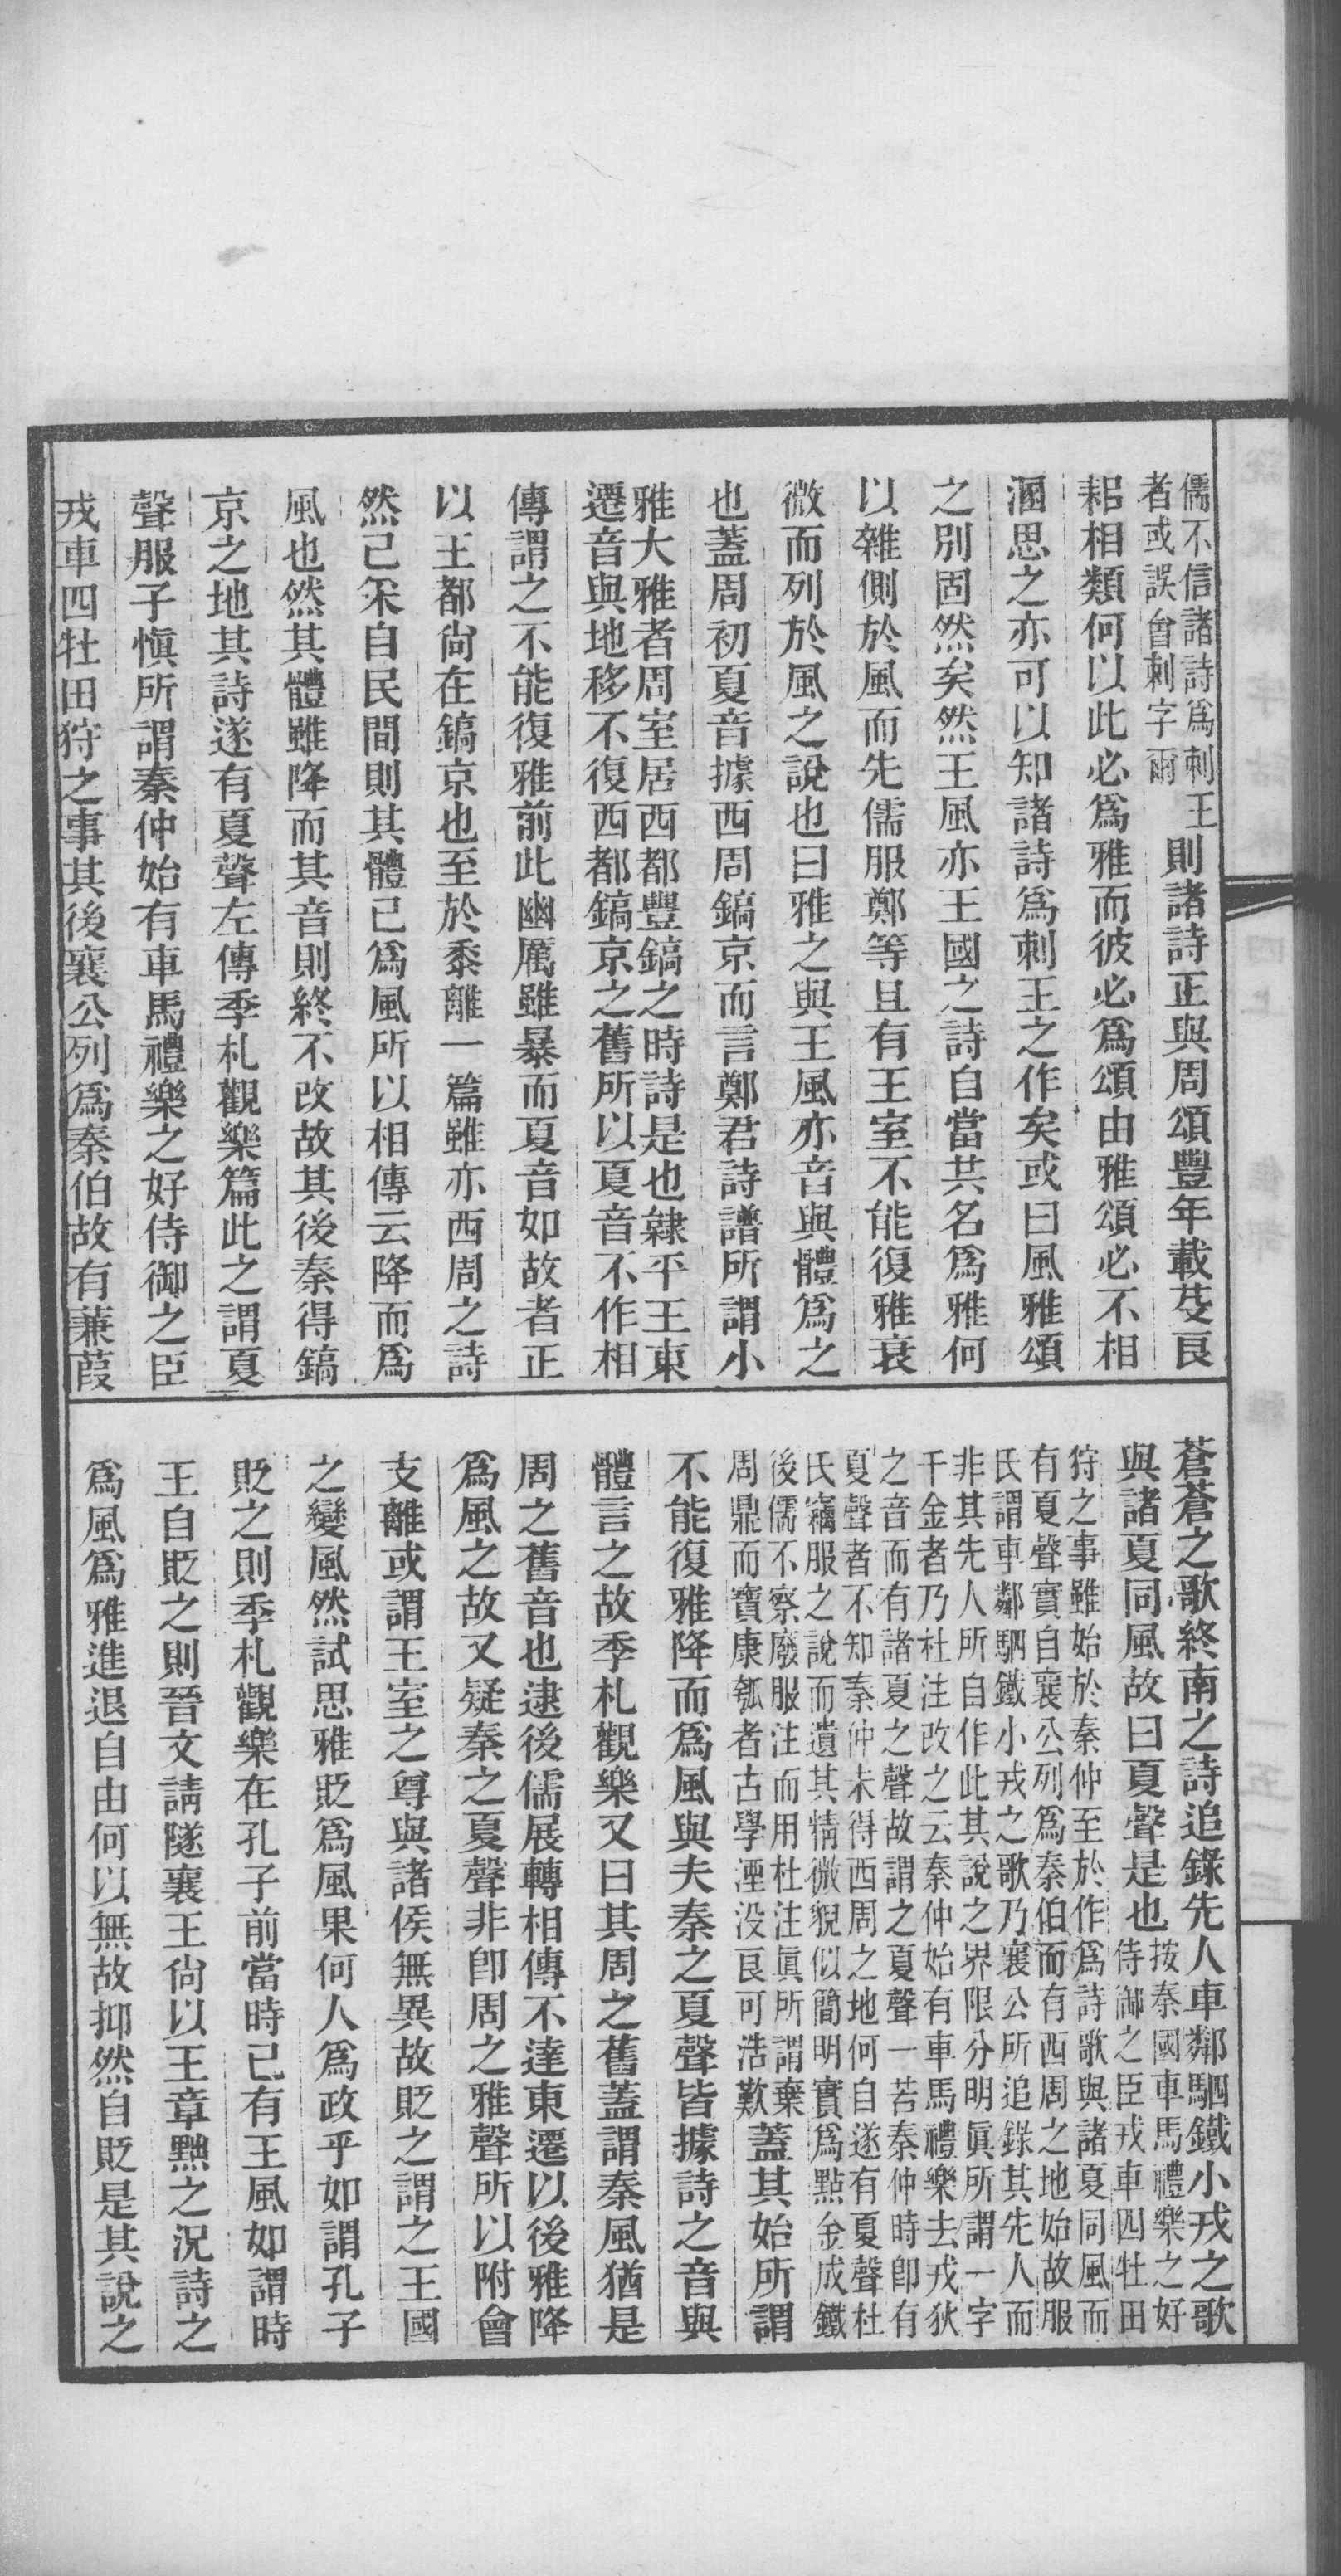 儒不信諸詩爲刺王
者或誤會刺字爾
則諸詩正與周頌豐年載芟良
耜相類何以此必爲雅而彼必爲頌由雅頌必不相
溷思之亦可以知諸詩爲刺王之作矣或曰風雅頌
之別固然矣然王風亦王國之詩自當共名爲雅何
以雜側於風而先儒服鄭等且有王室不能復雅衰
微而列於風之說也曰雅之與王風亦音與體爲之
也蓋周初夏音據西周鎬京而言鄭君詩譜所謂小
雅大雅者周室居西都豐鎬之時詩是也隸平王東
遷音與地移不復西都鎬京之舊所以夏音不作相
傳謂之不能復雅前此幽厲雖暴而夏音如故者正
以王都尙在鎬京也至於黍離一篇雖亦西周之詩
然已采自民間則其體已爲風所以相傳云降而爲
風也然其體雖降而其音則終不改故其後秦得鎬
京之地其詩遂有夏聲左傳季札觀樂篇此之謂夏
聲服子愼所謂秦仲始有車馬禮樂之好侍御之臣
戎車四牡田狩之事其後襄公列爲秦伯故有蒹葭
蒼蒼之歌終南之詩追錄先人車鄰駟鐵小戎之歌
與諸夏同風故曰夏聲是也
按秦國車馬禮樂之好
侍御之臣戎車四牡田
狩之事雖始於秦仲至於作爲詩歌與諸夏同風而
有夏聲實自襄公列爲秦伯而有西周之地始故服
氏謂車鄰駟鐵小戎之歌乃襄公所追錄其先人而
非其先人所自作此其說之界限分明眞所謂一字
千金者乃杜注改之云秦仲始有車馬禮樂去戎狄
之音而有諸夏之聲故謂之夏聲一若秦仲時卽有
夏聲者不知秦仲未得西周之地何自遂有夏聲杜
氏竊服之說而遺其精微貌似簡明實爲點金成鐵
後儒不察廢服注而用杜注眞所謂棄
周鼎而寶康瓠者古學湮没良可浩歎
蓋其始所謂
不能復雅降而爲風與夫秦之夏聲皆據詩之音與
體言之故季札觀樂又曰其周之舊蓋謂秦風猶是
周之舊音也逮後儒展轉相傳不達東遷以後雅降
爲風之故又疑秦之夏聲非卽周之雅聲所以附會
支離或謂王室之尊與諸侯無異故貶之謂之王國
之變風然試思雅貶爲風果何人爲政乎如謂孔子
貶之則季札觀樂在孔子前當時已有王風如謂時
王自貶之則晉文請隧襄王尙以王章黜之況詩之
爲風爲雅進退自由何以無故抑然自貶是其說之